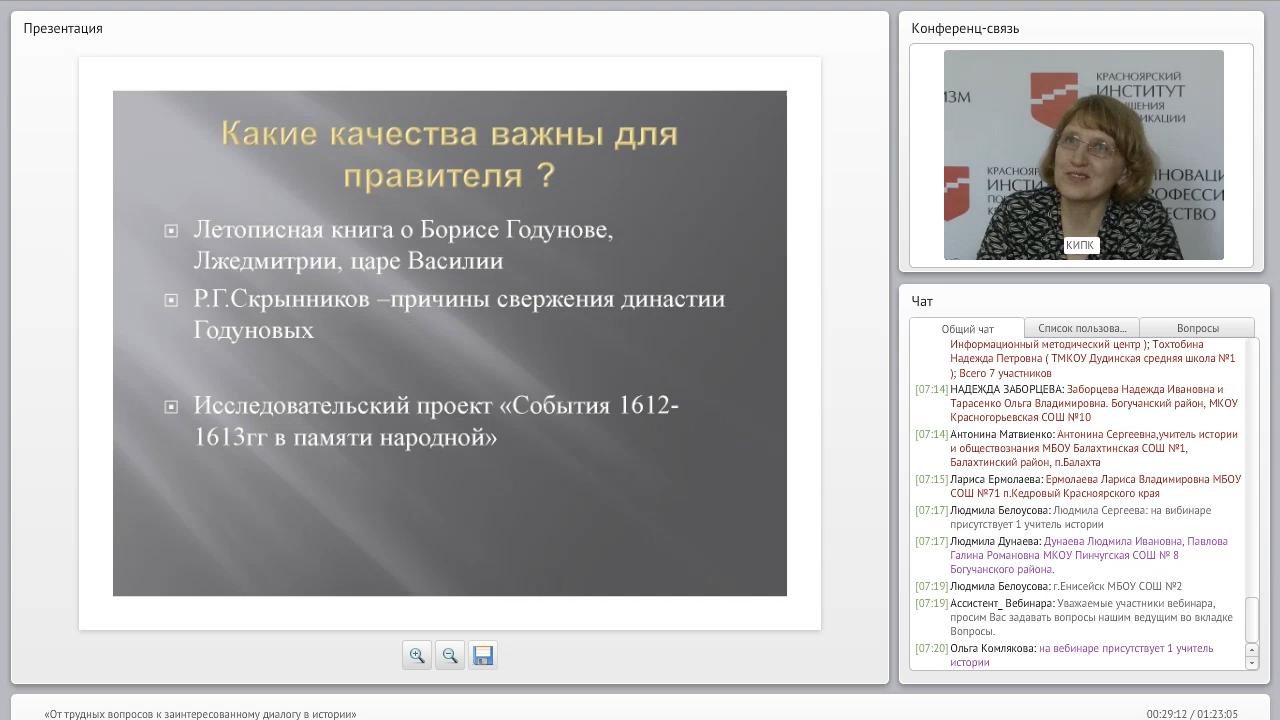 Презентация
Какие качества важны для
правителя ?
Летописная книга о Борисе Годунове,
Лжедмитрии, царе Василии
Р.Г.Скрынников –причины свержения династии
Годуновых
Исследовательский проект «События 1612-
1613гг в памяти народной»
Конференц-связь
КРАСНОЯРСКИЙ
ИНСТИТУТ
КИПК
Чат
Общий чат
Список пользова...
Вопросы
Информационный методический центр ); Тохтобина
Надежда Петровна ( ТМКОУ Дудинская средняя школа №1
); Всего 7 участников
[07:14] НАДЕЖДА ЗАБОРЦЕВА: Заборцева Надежда Ивановна и
Тарасенко Ольга Владимировна. Богучанский район, МКОУ
Красногорьевская СОШ №10
[07:14] Антонина Матвиенко: Антонина Сергеевна,учитель истории
и обществознания МБОУ Балахтинская СОШ №1,
Балахтинский район, п.Балахта
[07:15] Лариса Ермолаева: Ермолаева Лариса Владимировна МБОУ
СОШ №71 п.Кедровый Красноярского края
[07:17] Людмила Белоусова: Людмила Сергеева: на вибинаре
присутствует 1 учитель истории
[07:17] Людмила Дунаева: Дунаева Людмила Ивановна, Павлова
Галина Романовна МКОУ Пинчугская СОШ № 8
Богучанского района.
[07:19] Людмила Белоусова: г.Енисейск МБОУ СОШ №2
[07:19] Ассистент_ Вебинара: Уважаемые участники вебинара,
просим Вас задавать вопросы нашим ведущим во вкладке
Вопросы.
[07:20] Ольга Комлякова: на вебинаре присутствует 1 учитель
истории
«От трудных вопросов к заинтересованному диалогу в истории»
00:29:12 / 01:23:05